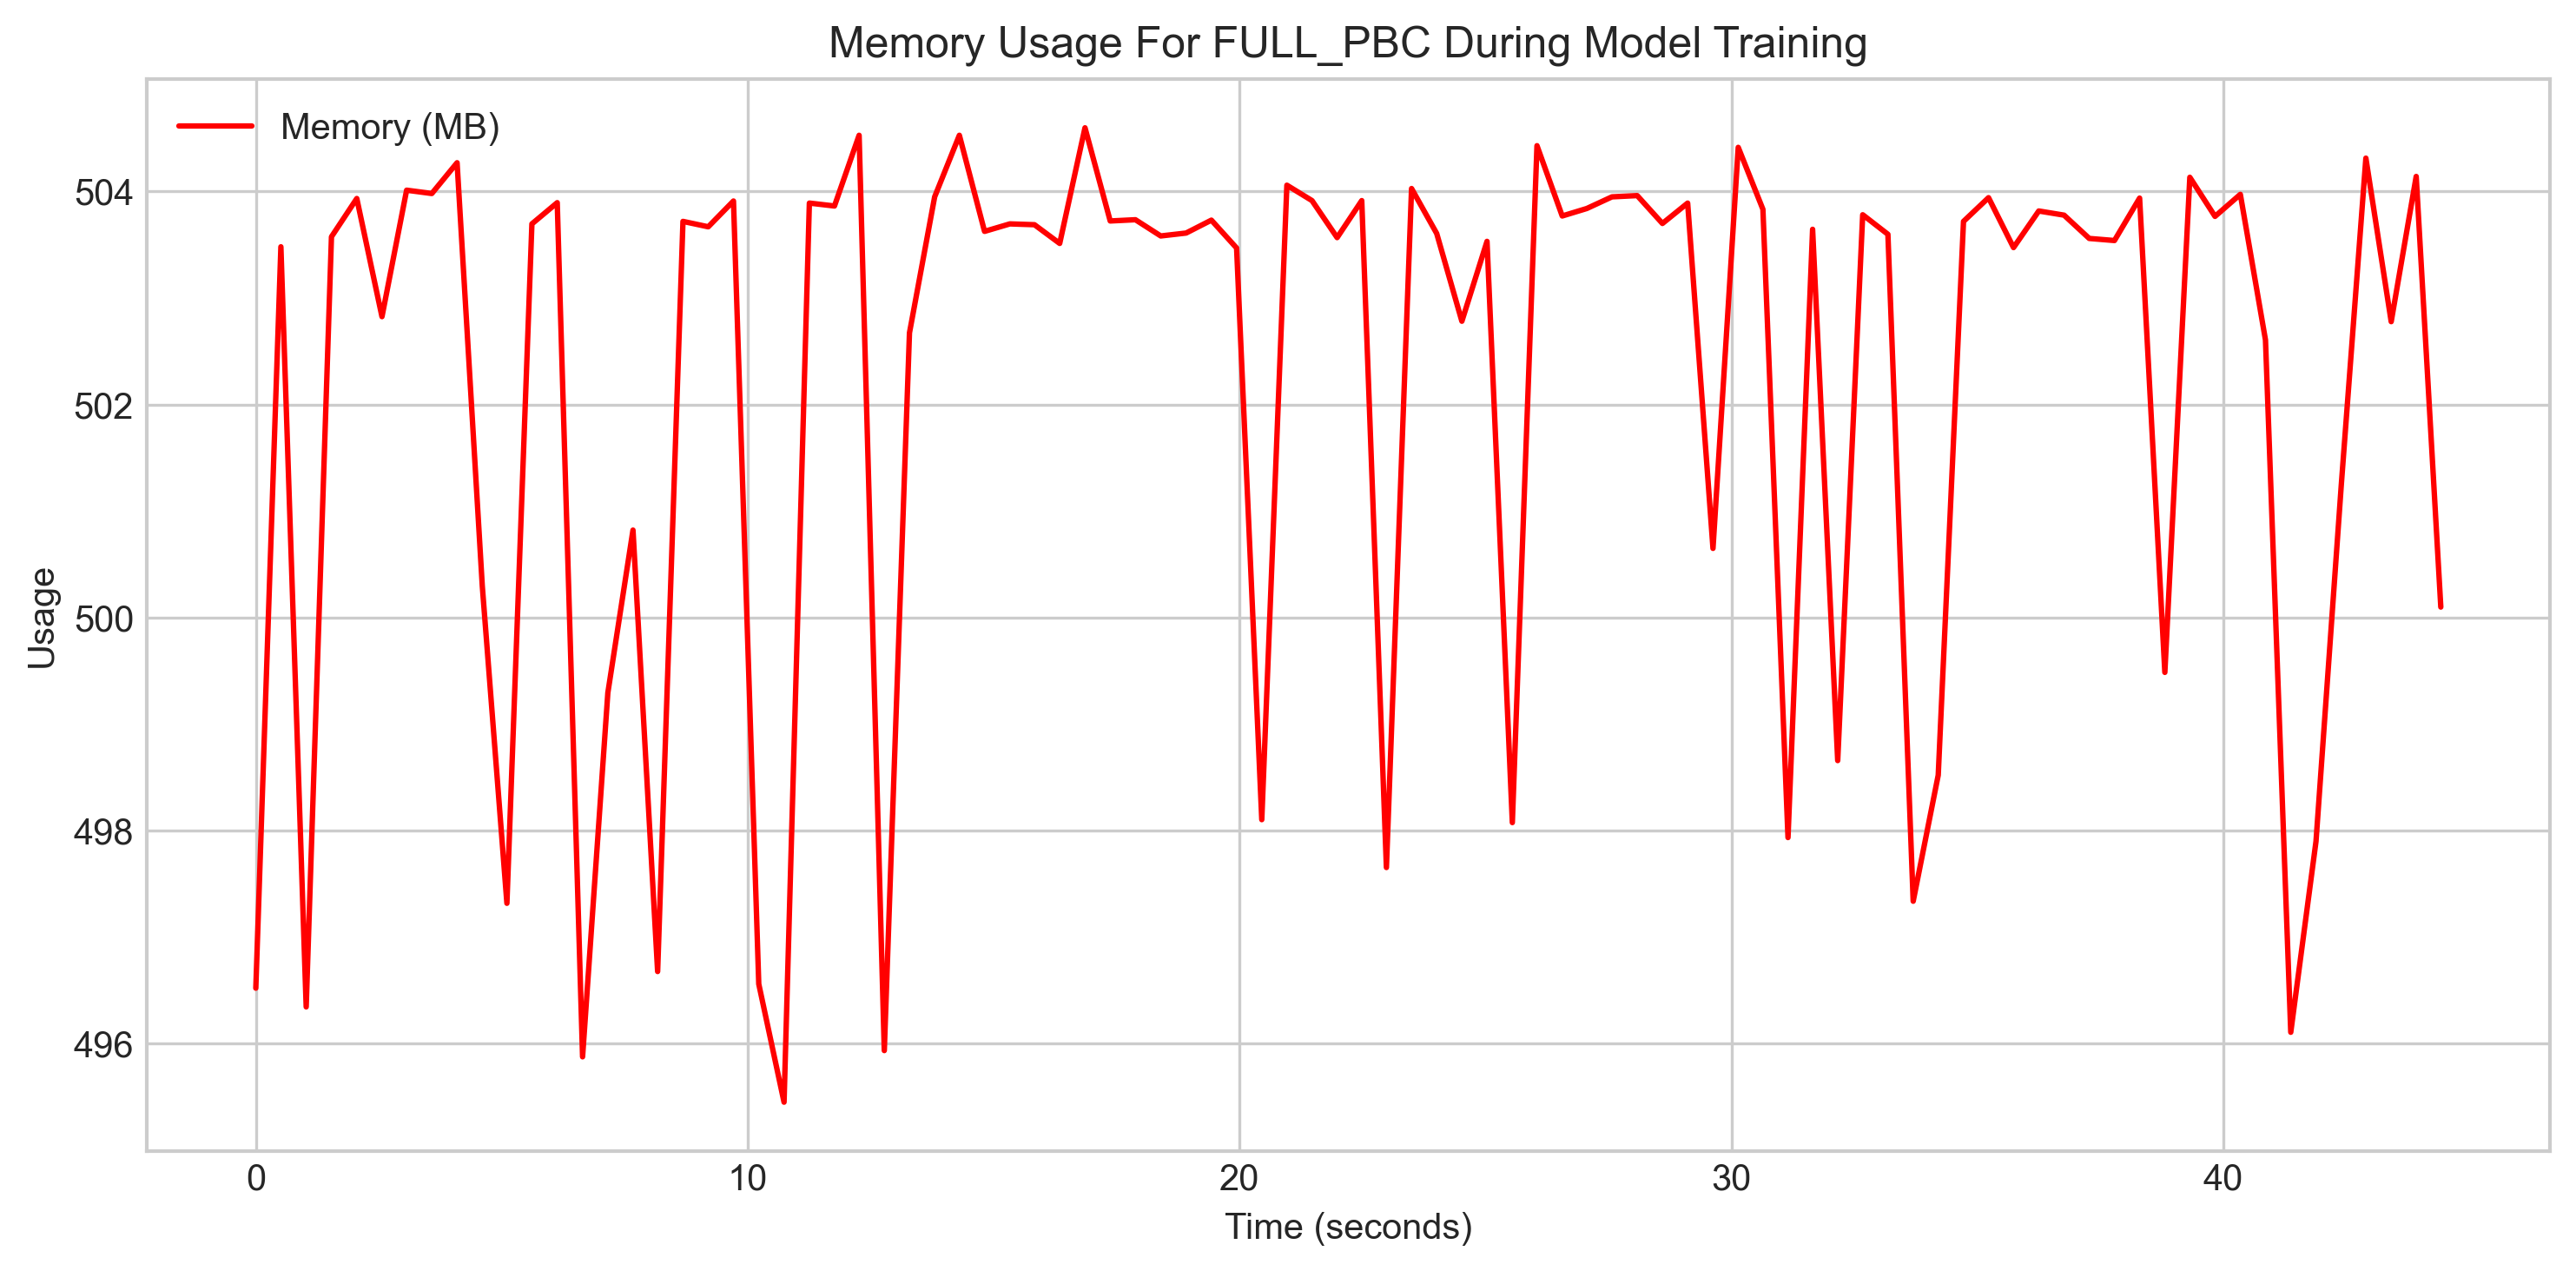 Memory Usage For FULL_PBC During Model Training
Memory (MB)
504
502
500
498
496
Usage
0 10 20 30 40
Time (seconds)